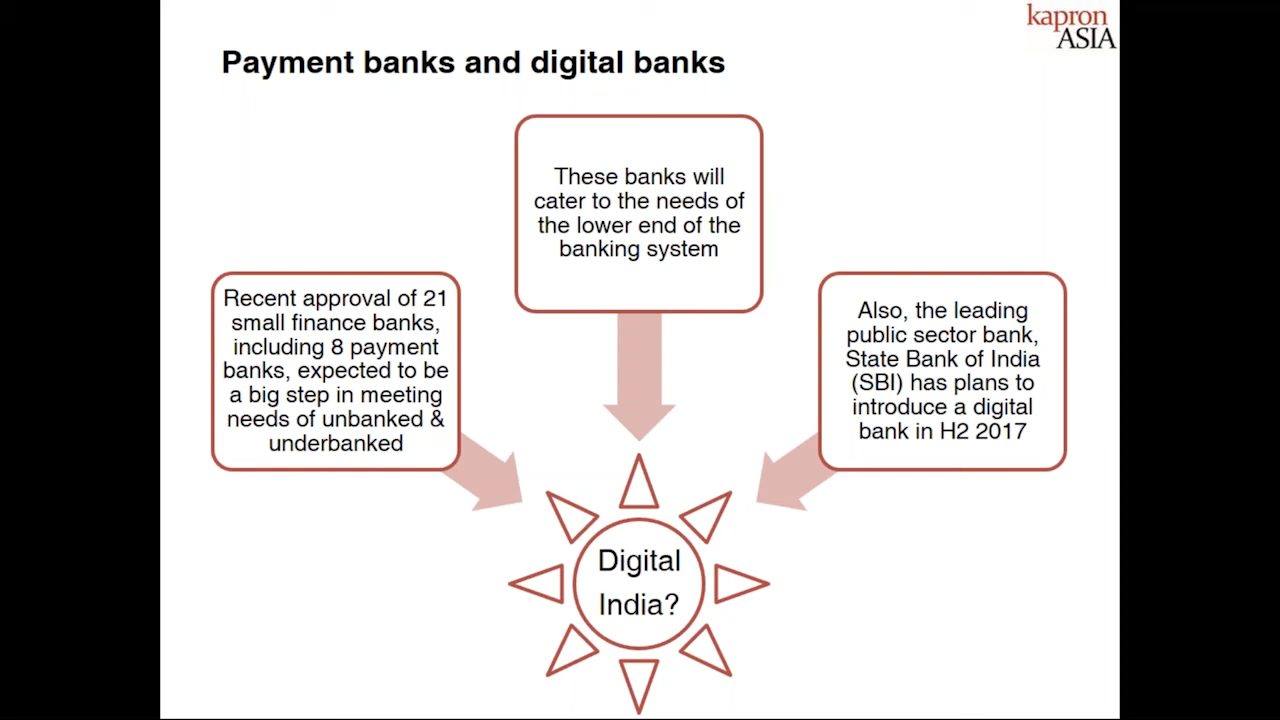 kapron
ASIA
Payment banks and digital banks
These banks will
cater to the needs of
the lower end of the
banking system
Recent approval of 21
small finance banks,
including 8 payment
banks, expected to be
a big step in meeting
needs of unbanked &
underbanked
Also, the leading
public sector bank,
State Bank of India
(SBI) has plans to
introduce a digital
bank in H2 2017
Digital
India?